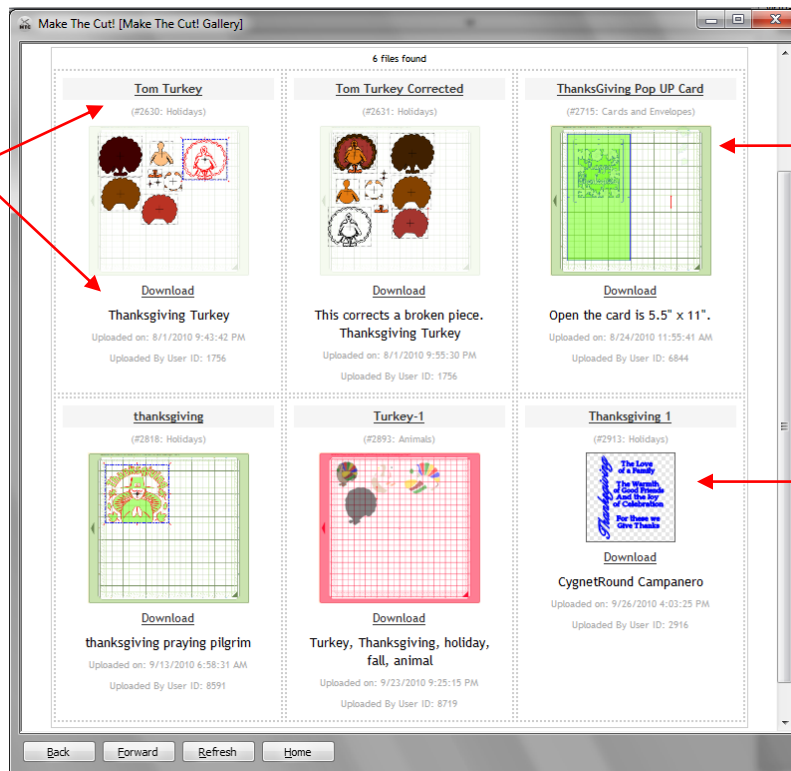 Make The Cut! [Make The Cut! Gallery]
6 files found
Tom Turkey
(#2630: Holidays)
Download
Thanksgiving Turkey
Uploaded on: 8/1/2010 9:43:42 PM
Uploaded By User ID: 1756
Tom Turkey Corrected
(#2631: Holidays)
Download
This corrects a broken piece.
Thanksgiving Turkey
Uploaded on: 8/1/2010 9:55:30 PM
Uploaded By User ID: 1756
ThanksGiving Pop UP Card
(#2715: Cards and Envelopes)
Download
Open the card is 5.5" x 11".
Uploaded on: 8/24/2010 11:55:41 AM
Uploaded By User ID: 6844
thanksgiving
(#2818: Holidays)
Download
thanksgiving praying pilgrim
Uploaded on: 9/13/2010 6:58:31 AM
Uploaded By User ID: 8591
Turkey-1
(#2893: Animals)
Download
Turkey, Thanksgiving, holiday,
fall, animal
Uploaded on: 9/23/2010 9:25:15 PM
Uploaded By User ID: 8719
Thanksgiving 1
(#2913: Holidays)
Thanksgiving
The Love
of a Family
The Warmth
of Good Friends
And the Joy
of Celebration
For these we
Give Thanks
Download
CygnetRound Campanero
Uploaded on: 9/26/2010 4:03:25 PM
Uploaded By User ID: 2916
Back
Forward
Refresh
Home